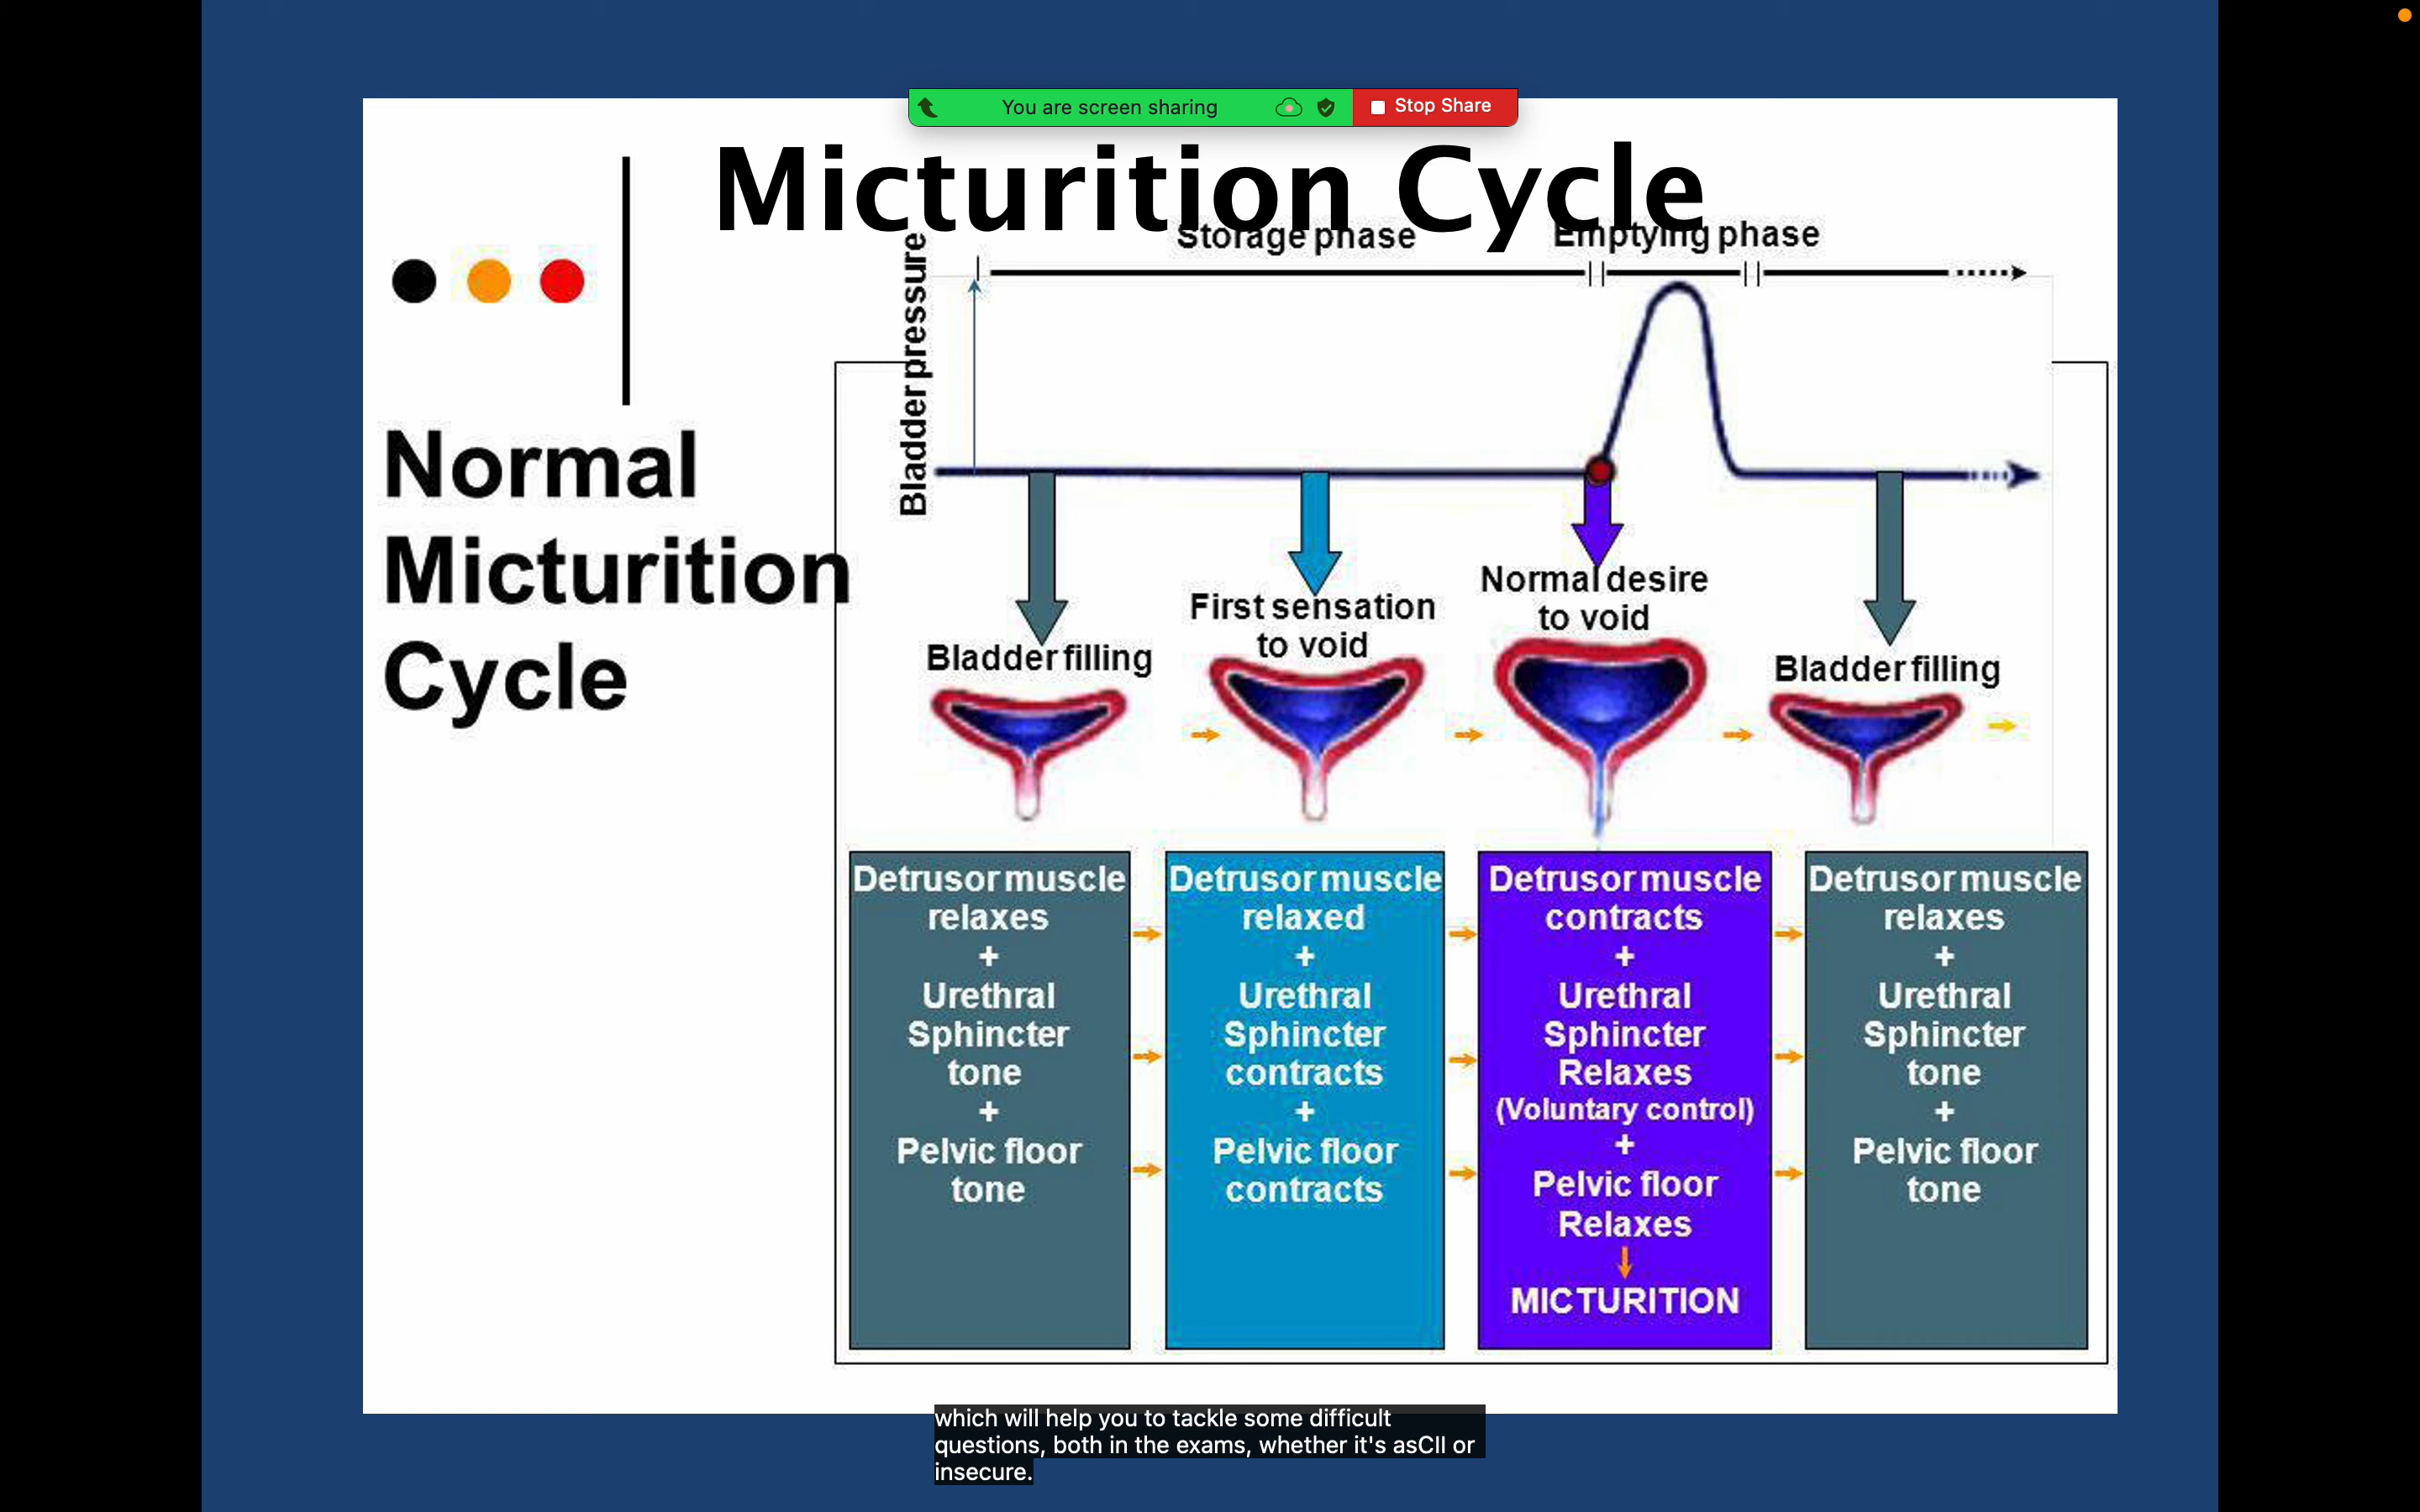 You are screen sharing
Stop Share
Micturition Cycle
Storage phase
Emptying phase
Bladder pressure
Normal
Micturition
Cycle
Normal desire
to void
First sensation
to void
Bladder filling
Bladder filling
Detrusor muscle
relaxes
+
Urethral
Sphincter
tone
+
Pelvic floor
tone
Detrusor muscle
relaxed
+
Urethral
Sphincter
contracts
+
Pelvic floor
contracts
Detrusor muscle
contracts
+
Urethral
Sphincter
Relaxes
(Voluntary control)
+
Pelvic floor
Relaxes
MICTURITION
Detrusor muscle
relaxes
+
Urethral
Sphincter
tone
+
Pelvic floor
tone
which will help you to tackle some difficult
questions, both in the exams, whether it's asCII or
insecure.